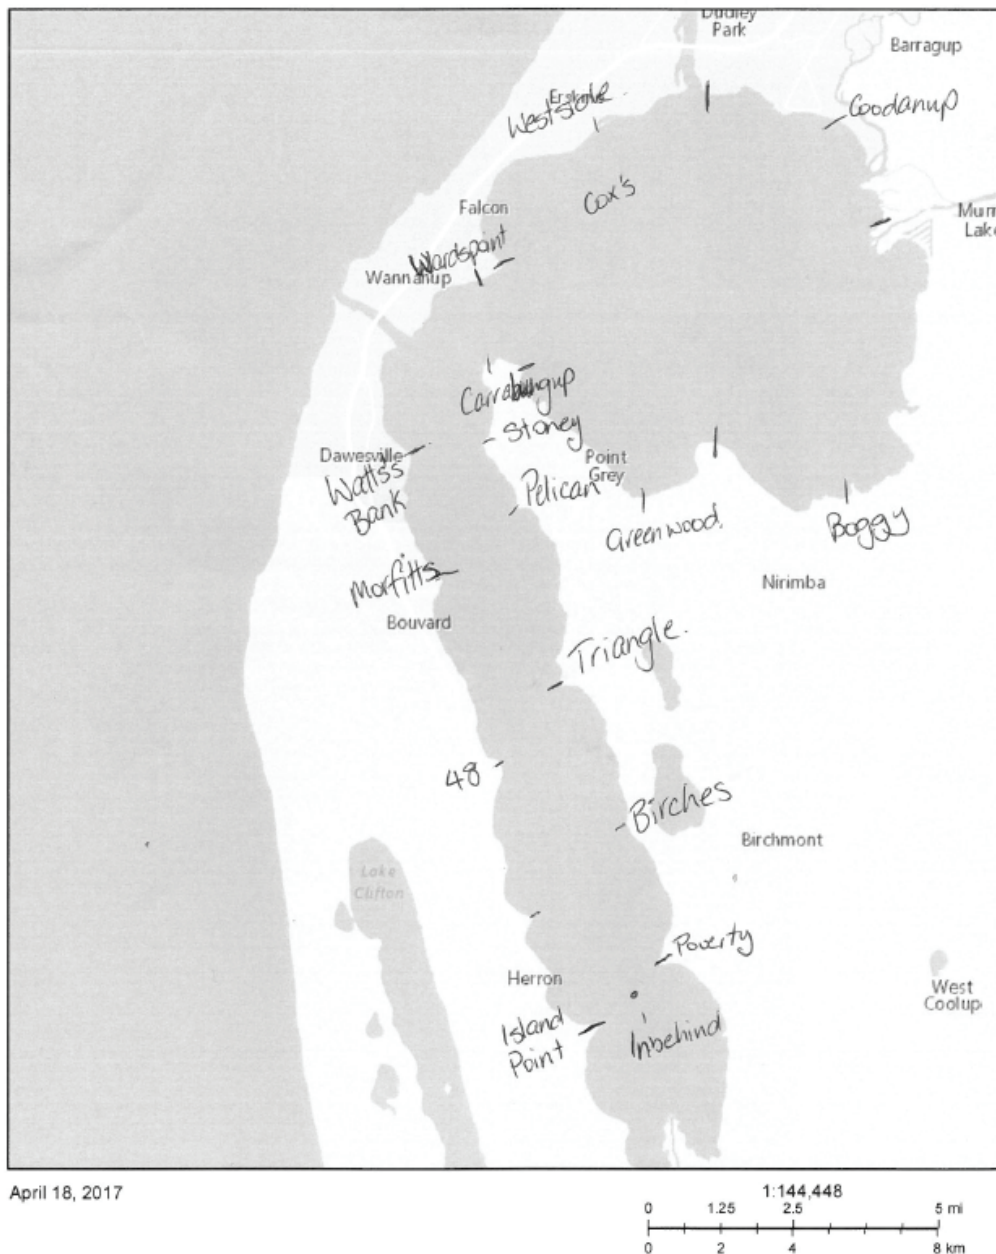 Dudley
Park
Barragup
Erskine
Westside.
Goodanup
Cox's
Falcon
Murr
Lake
Wardspoint
Wannanup
Carrabungup
Stoney
Dawesville
Wattss
Bank
Point
Grey
Pelican
Greenwood.
Boggy
Morfitts
Nirimba
Bouvard
Triangle.
48
Birches
Birchmont
Lake
Clifton
Poverty
Herron
West
Coolup
Island
Point
Inbehind
April 18, 2017
1:144,448
0 1.25 2.5 5 mi
0 2 4 8 km